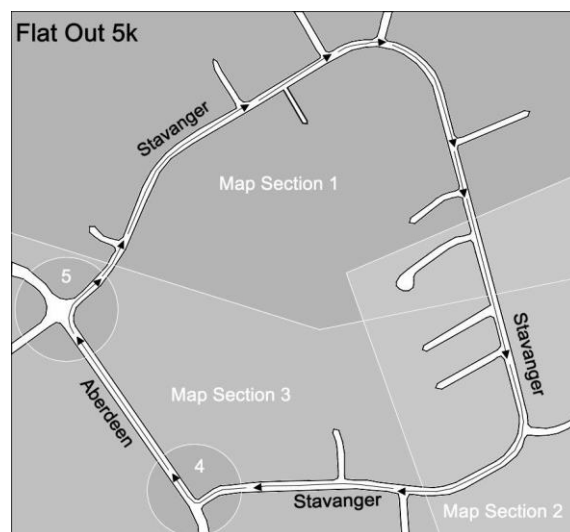 Flat Out 5k
Stavanger
Map Section 1
5
Stavanger
Aberdeen
Map Section 3
4
Stavanger
Map Section 2